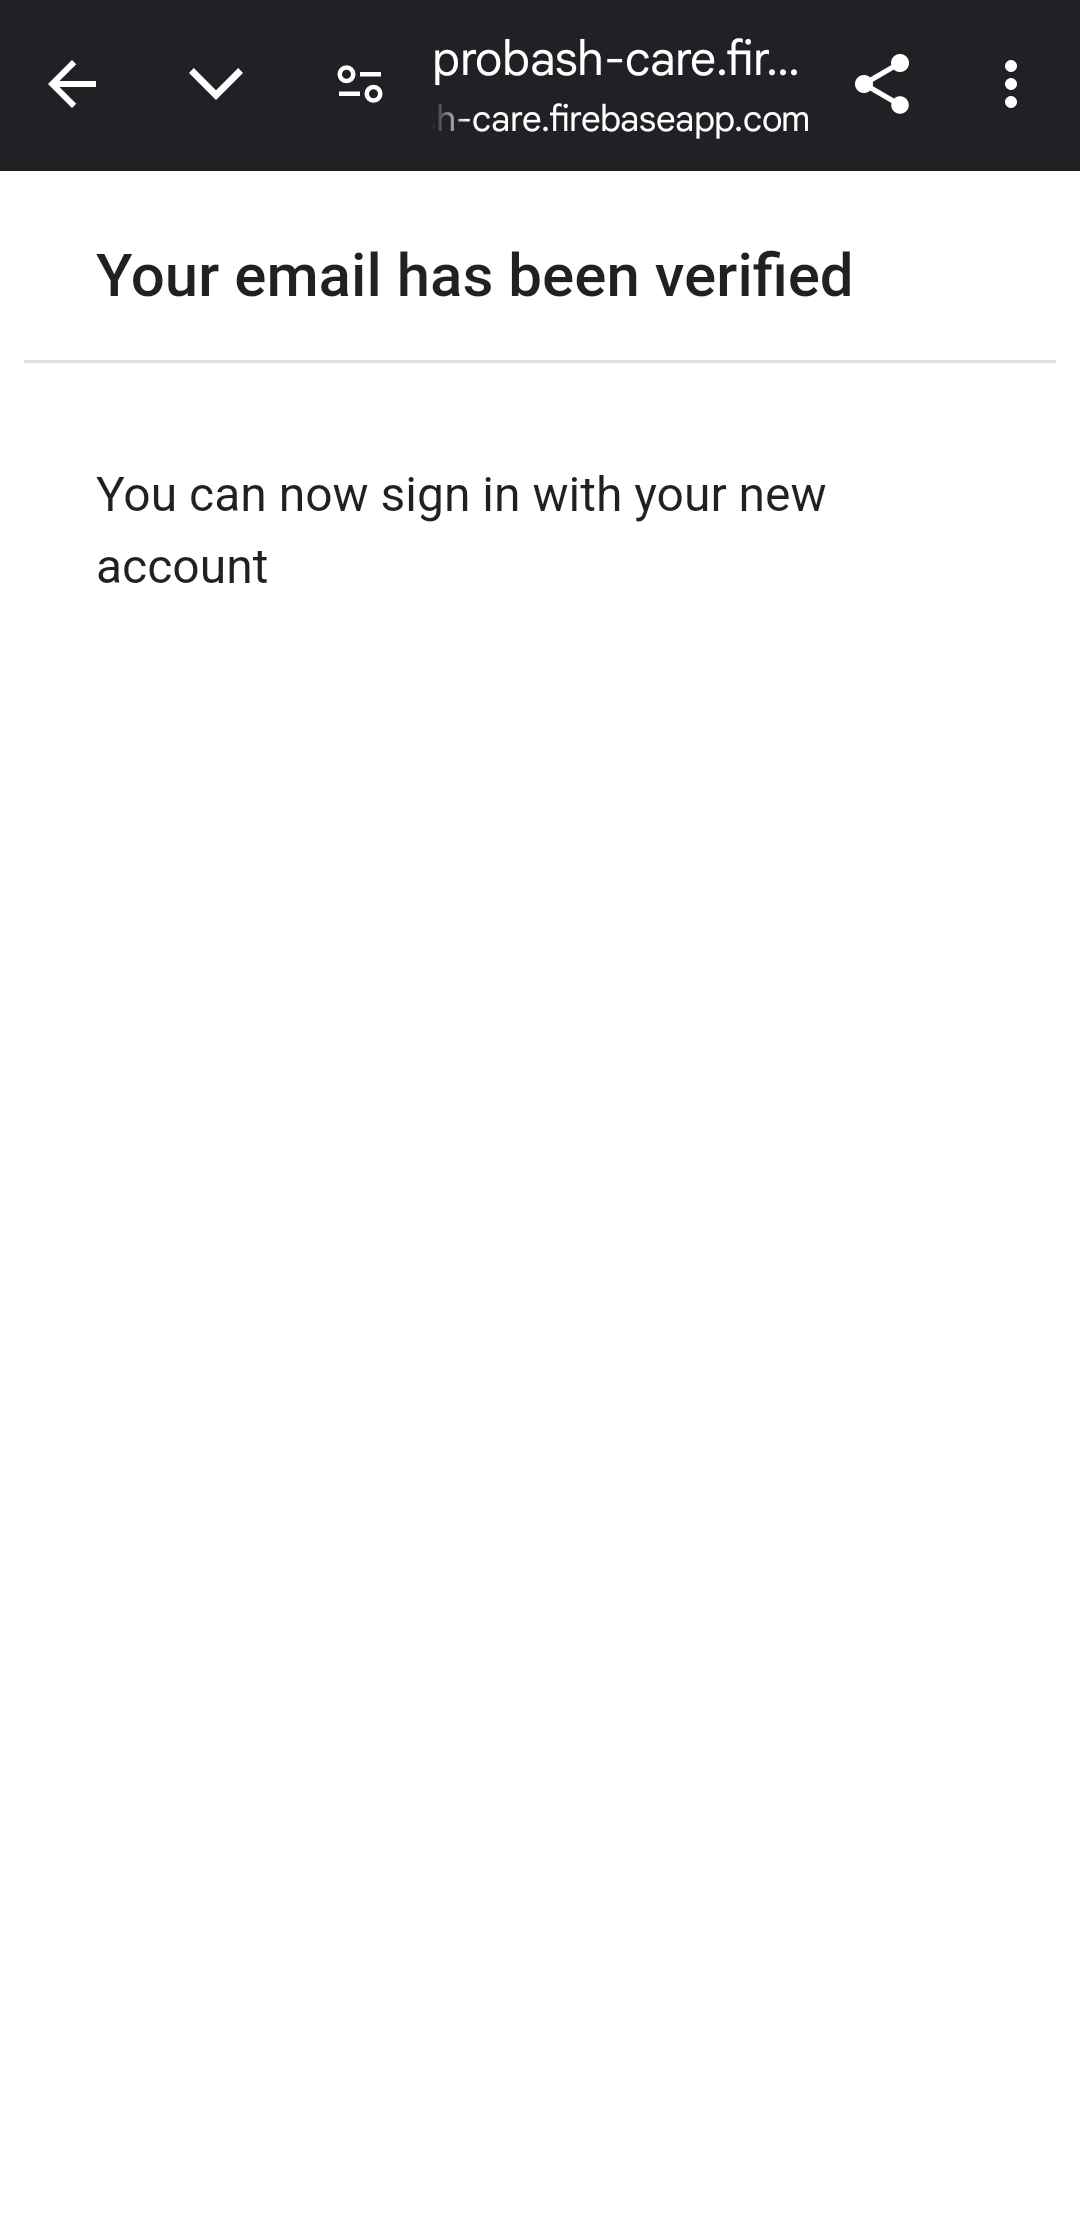 probash-care.fir...
h-care.firebaseapp.com
Your email has been verified
You can now sign in with your new
account